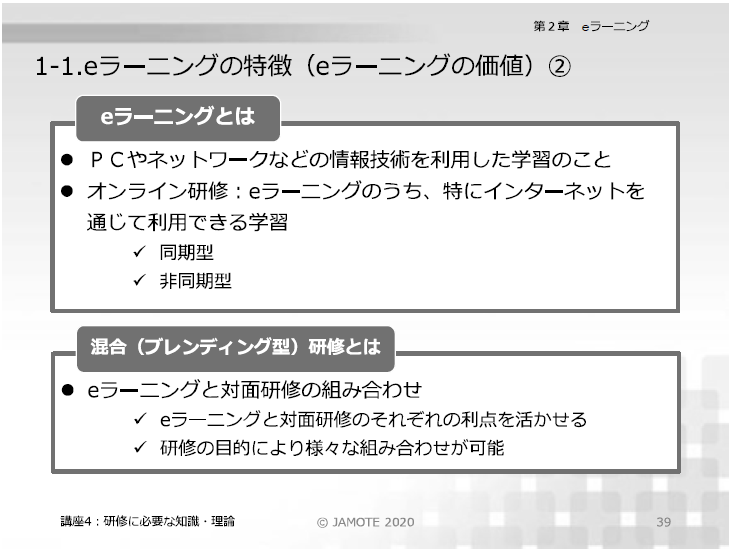 第２章　eラーニング
1-1.eラーニングの特徴（eラーニングの価値）②
eラーニングとは
● ＰＣやネットワークなどの情報技術を利用した学習のこと
● オンライン研修：eラーニングのうち、特にインターネットを
通じて利用できる学習
✓ 同期型
✓ 非同期型
混合（ブレンディング型）研修とは
● eラーニングと対面研修の組み合わせ
✓ eラーニングと対面研修のそれぞれの利点を活かせる
✓ 研修の目的により様々な組み合わせが可能
講座4：研修に必要な知識・理論
© JAMOTE 2020
39